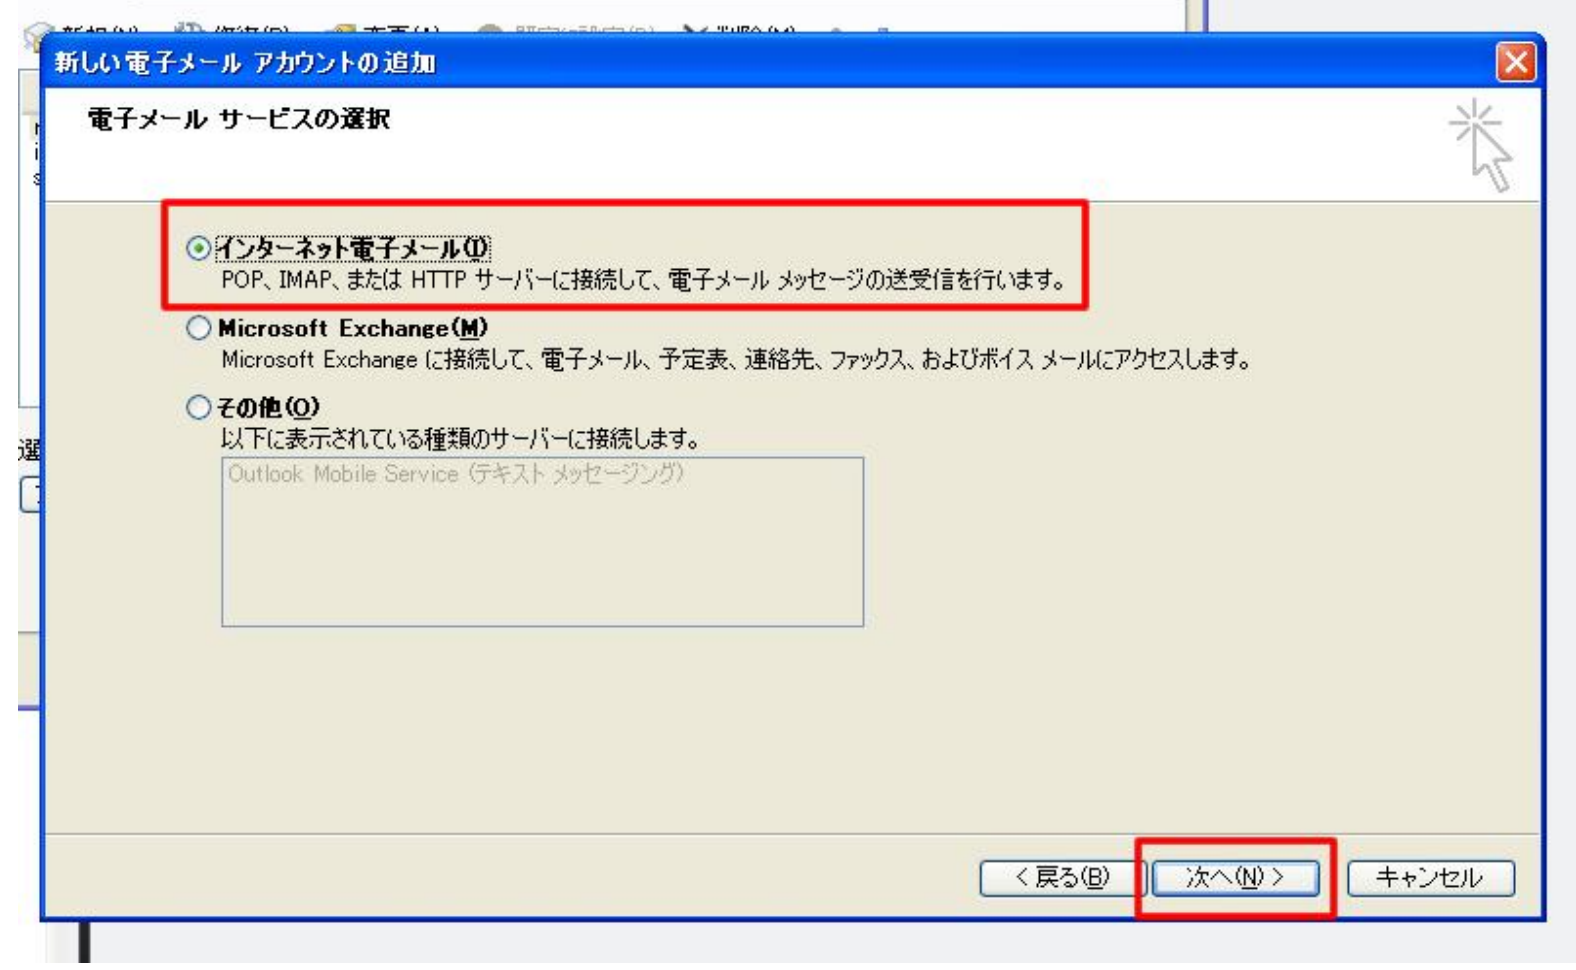 新しい電子メール アカウントの追加
電子メール サービスの選択
インターネット電子メール(I)
POP、IMAP、または HTTP サーバーに接続して、電子メール メッセージの送受信を行います。
Microsoft Exchange(M)
Microsoft Exchange に接続して、電子メール、予定表、連絡先、ファックス、およびボイス メールにアクセスします。
その他(O)
以下に表示されている種類のサーバーに接続します。
選
Outlook Mobile Service (テキスト メッセージング)
< 戻る(B) 次へ(N) > キャンセル